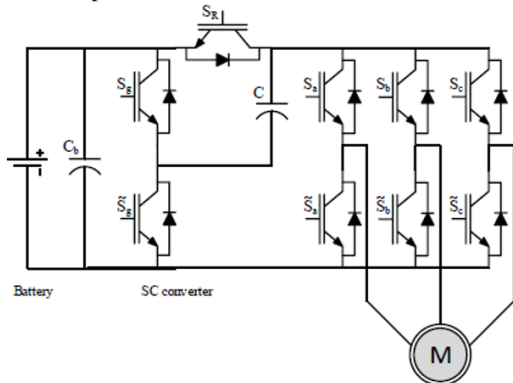 S_R
S_g
C
S_a
S_b
S_c
C_b
+
-
S̃_g
S̃_a
S̃_b
S̃_c
Battery
SC converter
M